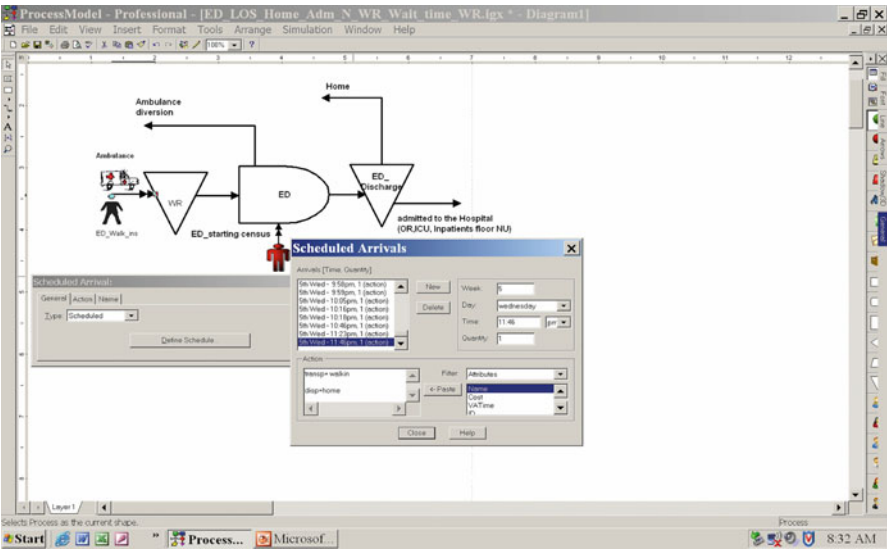 ProcessModel - Professional - [ED_LOS_Home_Adm_N_WR_Wait_time_WR.igx * - Diagram1]
File Edit View Insert Format Tools Arrange Simulation Window Help
100%
Home
Ambulance
diversion
Ambulance
WR
ED
ED_
Discharge
ED_Walk_ins
ED_starting census
admitted to the Hospital
(OR,ICU, Inpatients floor NU)
Scheduled Arrival:
General Action Name
Type: Scheduled
Define Schedule
Scheduled Arrivals
Arrivals [Time, Quantity]
5th Wed - 9:58pm, 1 (action)
5th Wed - 9:59pm, 1 (action)
5th Wed - 10:05pm, 1 (action)
5th Wed - 10:16pm, 1 (action)
5th Wed - 10:18pm, 1 (action)
5th Wed - 10:46pm, 1 (action)
5th Wed - 11:23pm, 1 (action)
5th Wed - 11:46pm, 1 (action)
New
Delete
Week: 5
Day: wednesday
Time: 11:46 pm
Quantity: 1
Action
transp= walkin
disp=home
Filter: Attributes
<-Paste
Name
Cost
VATime
ID
Close Help
Layer1
Selects Process as the current shape.
Process
Start
Process...
Microsof...
8:32 AM